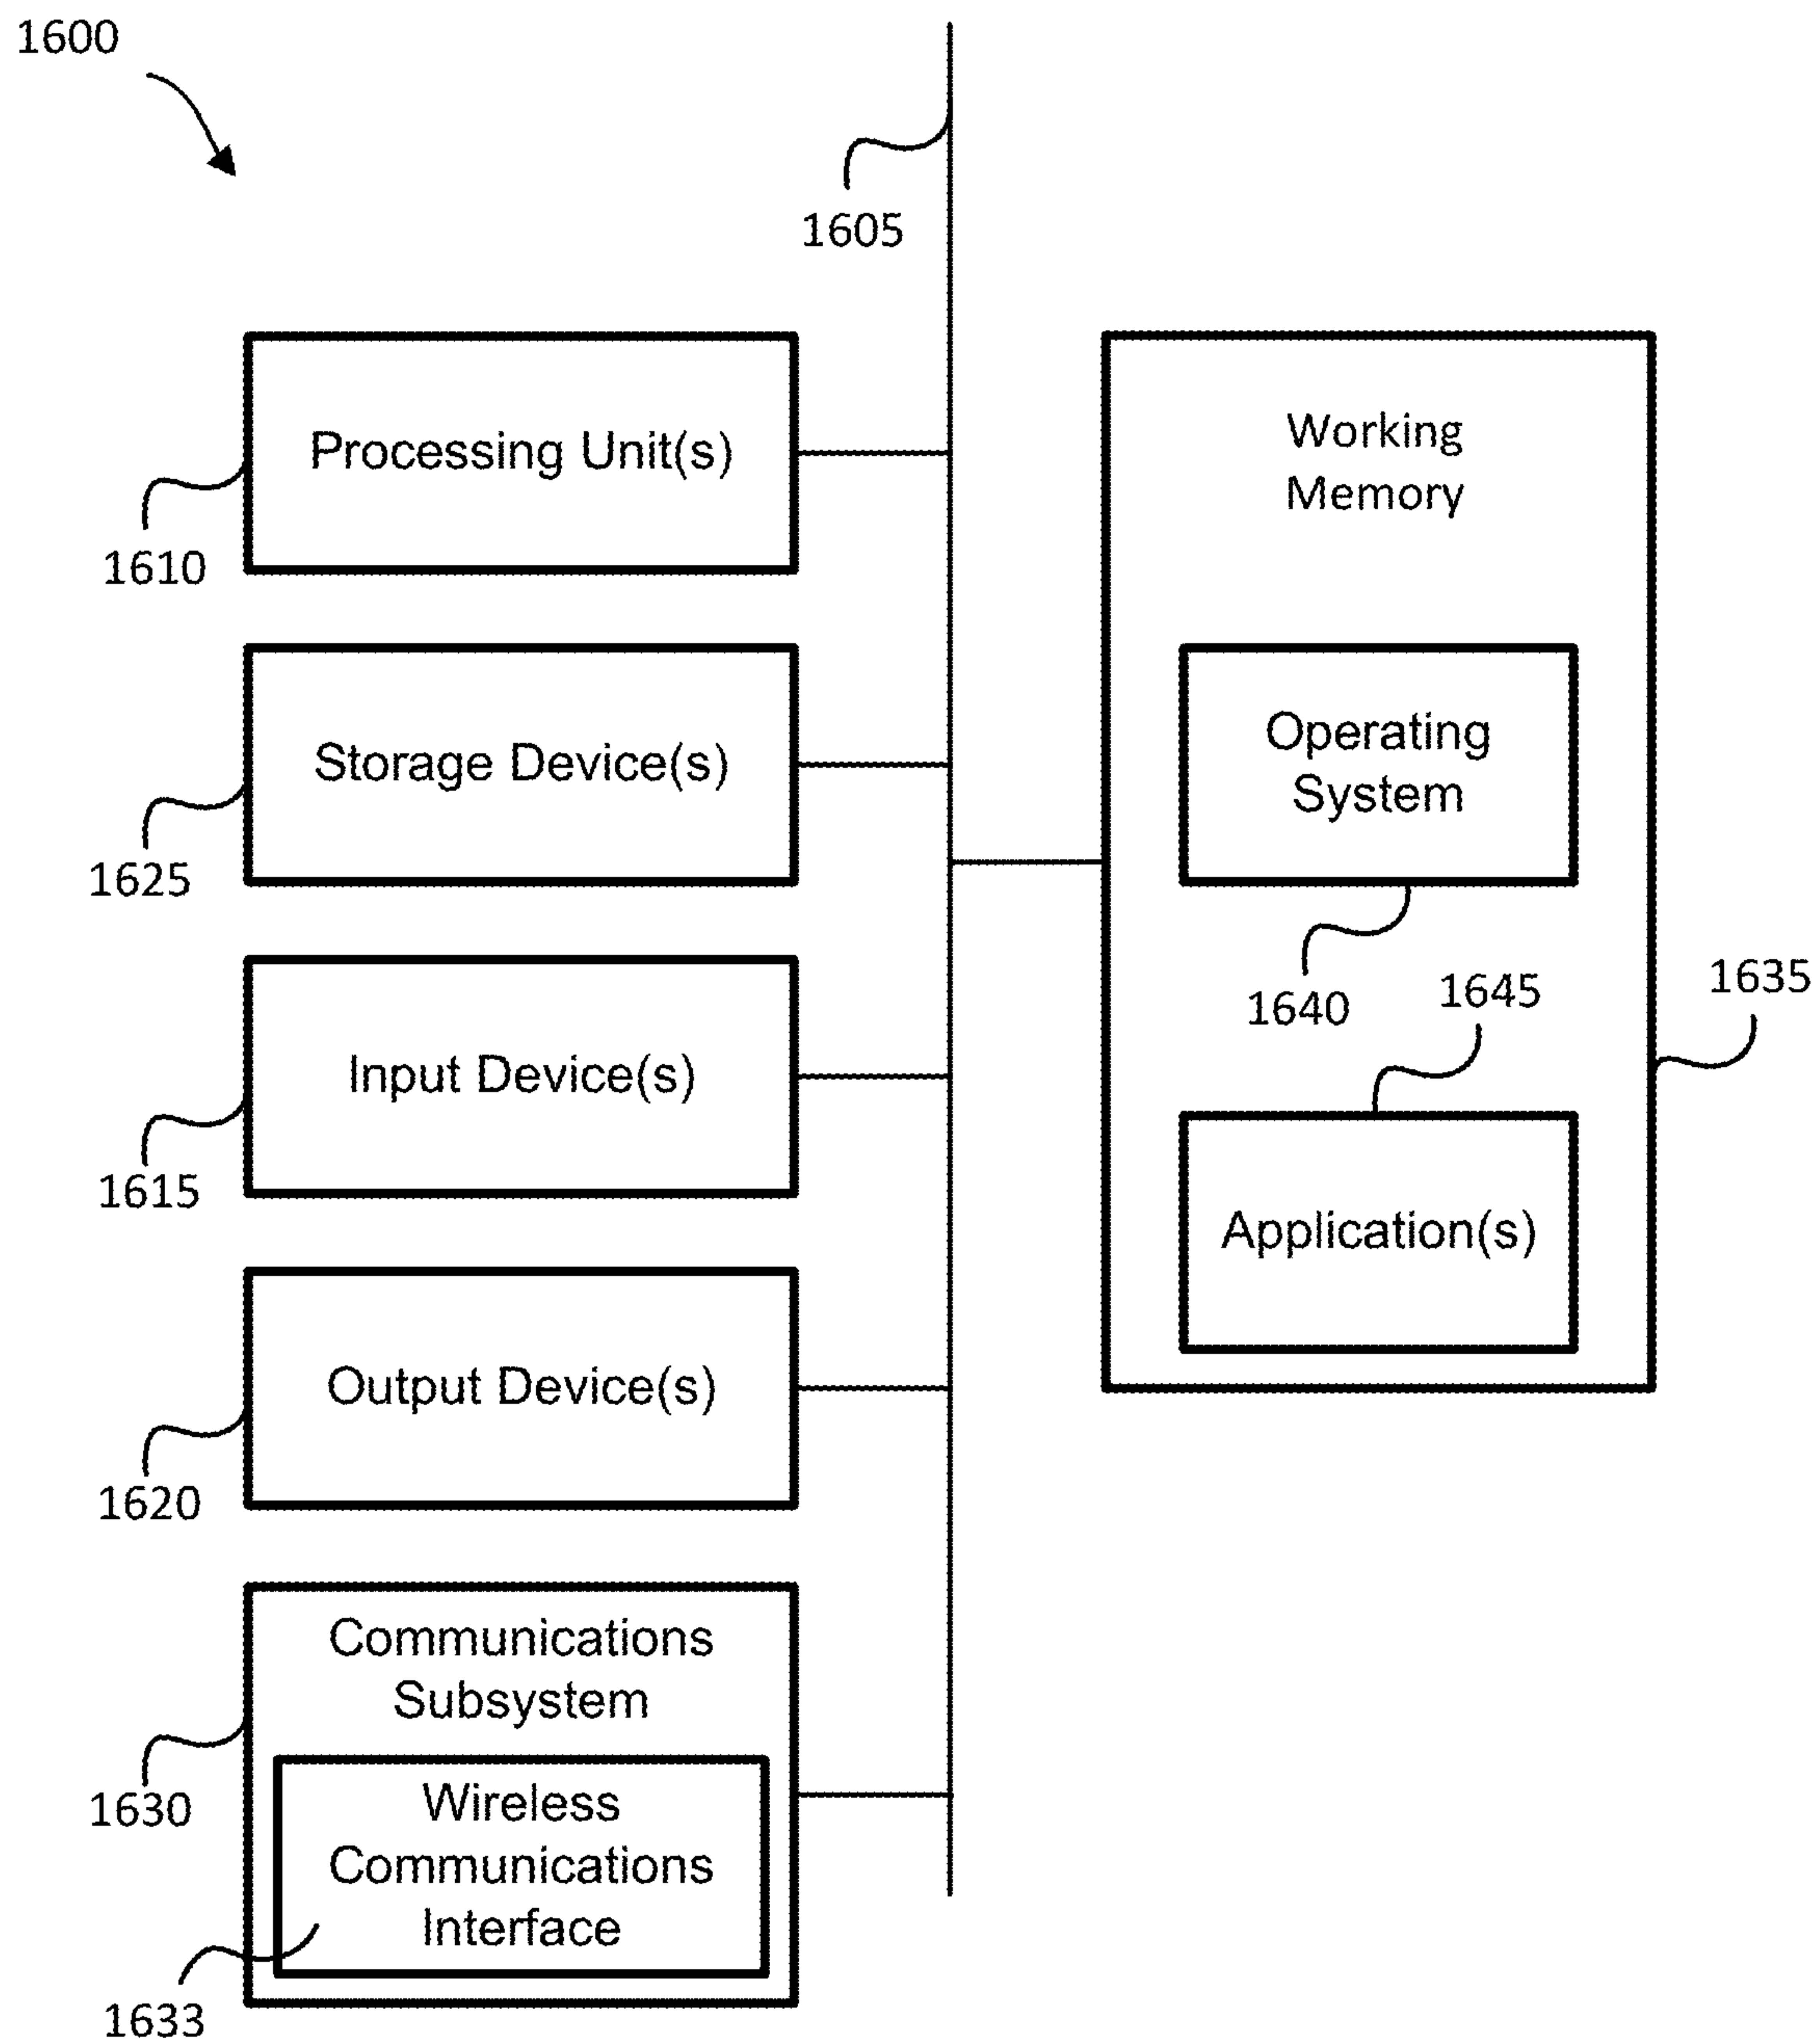 1600
1605
Processing Unit(s)
1610
Storage Device(s)
1625
Input Device(s)
1615
Output Device(s)
1620
Communications
Subsystem
1630
Wireless
Communications
Interface
1633
Working
Memory
Operating
System
1640
1645
1635
Application(s)